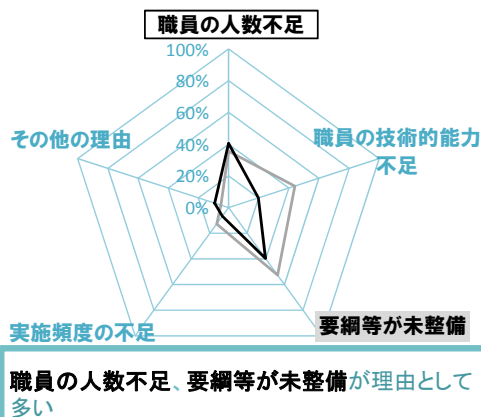 職員の人数不足
100%
80%
60%
40%
20%
0%
その他の理由
職員の技術的能力
不足
実施頻度の不足
要綱等が未整備
職員の人数不足、要綱等が未整備が理由として
多い